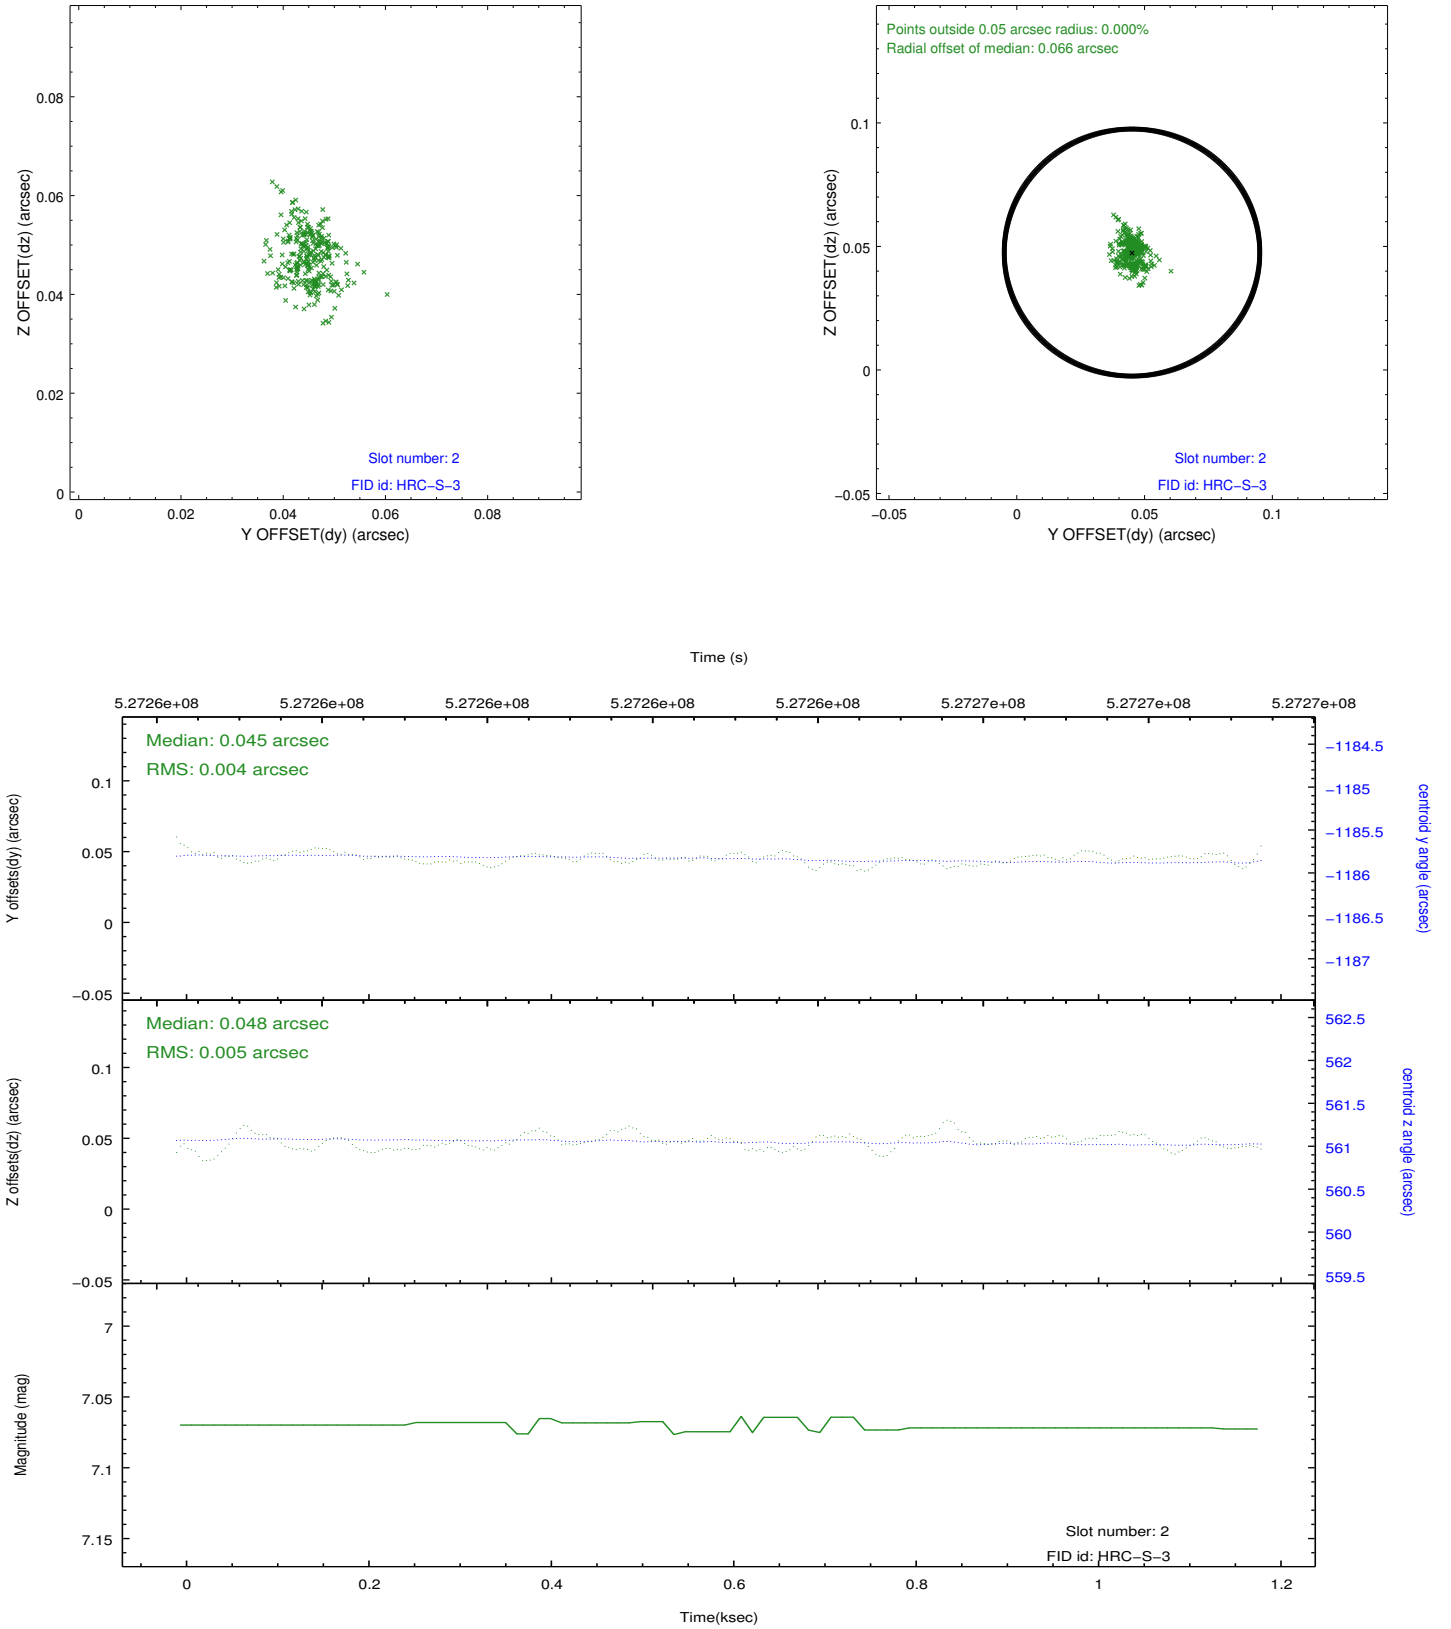 0.08
0.06
0.04
0.02
0
Z OFFSET(dz) (arcsec)
Slot number: 2
FID id: HRC−S−3
0 0.02 0.04 0.06 0.08
Y OFFSET(dy) (arcsec)
Points outside 0.05 arcsec radius: 0.000%
Radial offset of median: 0.066 arcsec
0.1
0.05
0
−0.05
Z OFFSET(dz) (arcsec)
Slot number: 2
FID id: HRC−S−3
−0.05 0 0.05 0.1
Y OFFSET(dy) (arcsec)
Time (s)
5.2726e+08 5.2726e+08 5.2726e+08 5.2726e+08 5.2726e+08 5.2727e+08 5.2727e+08 5.2727e+08
Median: 0.045 arcsec
RMS: 0.004 arcsec
0.1
0.05
0
−0.05
Y offsets(dy) (arcsec)
−1184.5
−1185
−1185.5
−1186
−1186.5
−1187
centroid y angle (arcsec)
Median: 0.048 arcsec
RMS: 0.005 arcsec
0.1
0.05
0
−0.05
Z offsets(dz) (arcsec)
562.5
562
561.5
561
560.5
560
559.5
centroid z angle (arcsec)
7
7.05
7.1
7.15
Magnitude (mag)
Slot number: 2
FID id: HRC−S−3
0 0.2 0.4 0.6 0.8 1 1.2
Time(ksec)